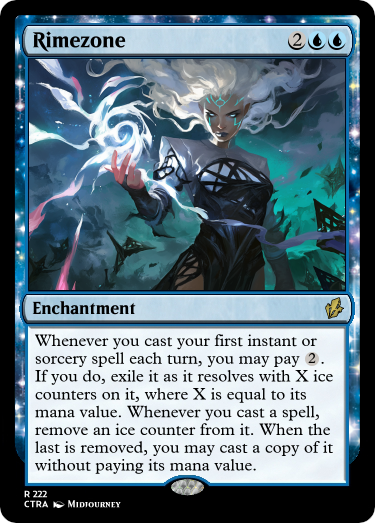 Rimezone 2
Enchantment
Whenever you cast your first instant or
sorcery spell each turn, you may pay 2.
If you do, exile it as it resolves with X ice
counters on it, where X is equal to its
mana value. Whenever you cast a spell,
remove an ice counter from it. When the
last is removed, you may cast a copy of it
without paying its mana value.
R 222
CTRA Midjourney